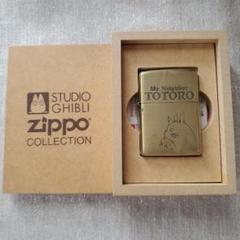 STUDIO
GHIBLI
zippo
COLLECTION
My Neighbor
TOTORO